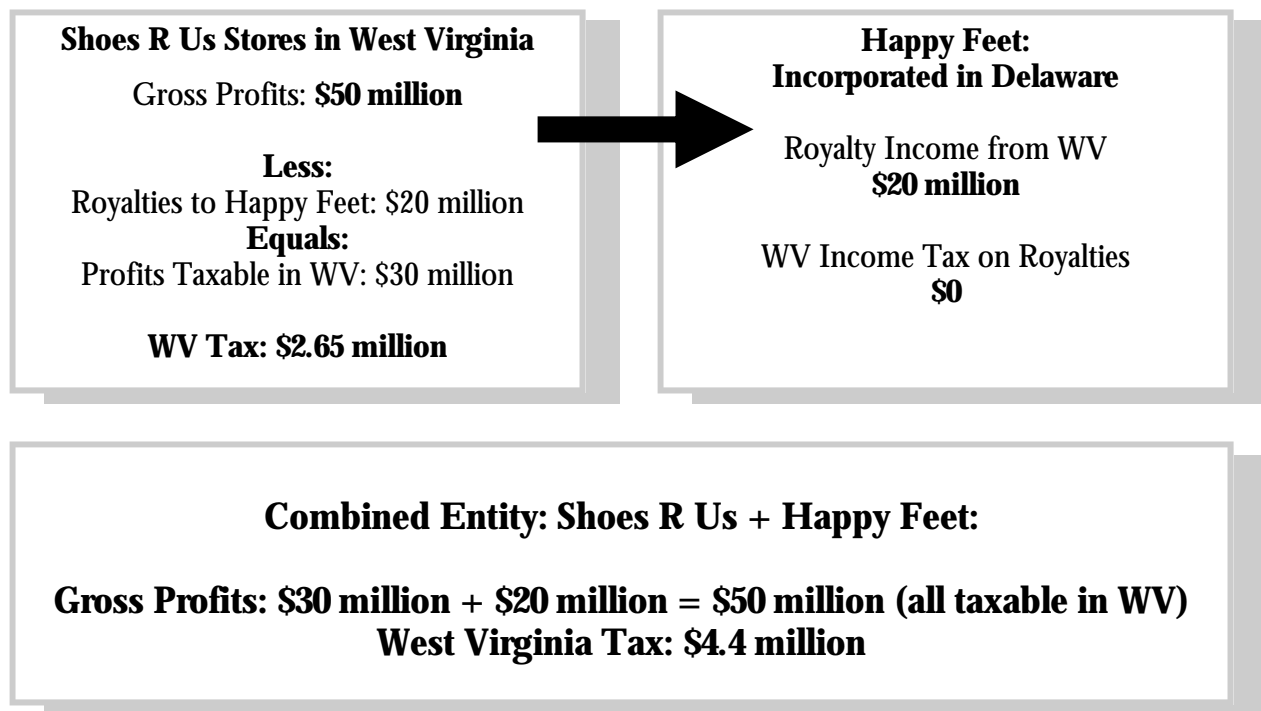 Shoes R Us Stores in West Virginia
Gross Profits: $50 million
Less:
Royalties to Happy Feet: $20 million
Equals:
Profits Taxable in WV: $30 million
WV Tax: $2.65 million
Happy Feet:
Incorporated in Delaware
Royalty Income from WV
$20 million
WV Income Tax on Royalties
$0
Combined Entity: Shoes R Us + Happy Feet:
Gross Profits: $30 million + $20 million = $50 million (all taxable in WV)
West Virginia Tax: $4.4 million